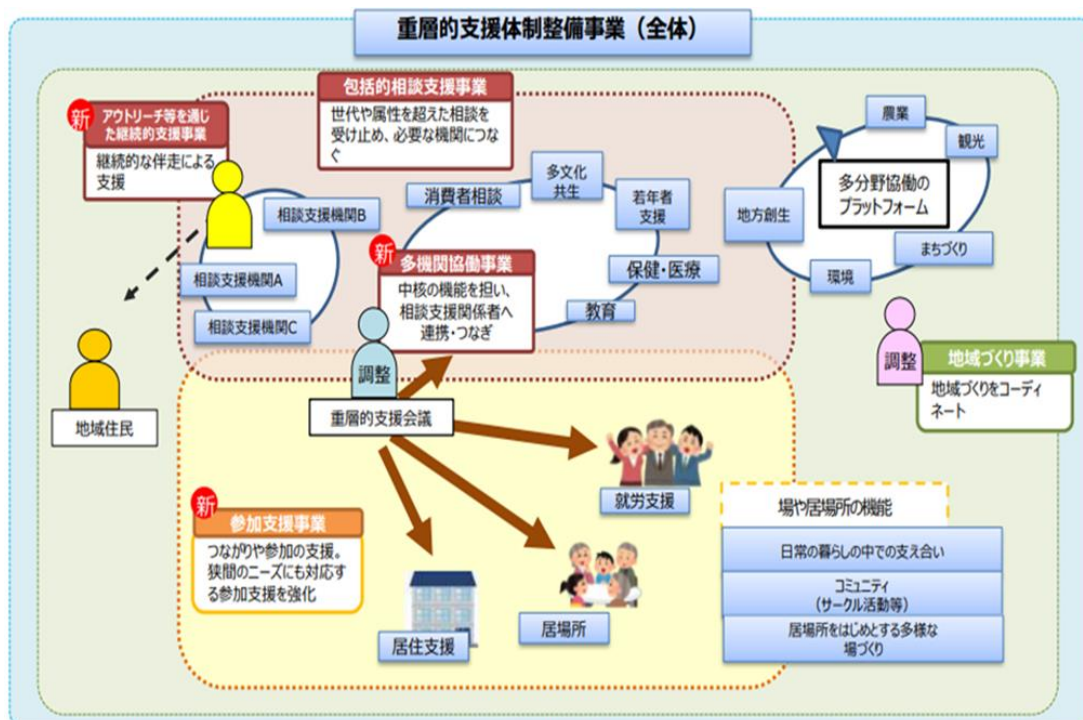 重層的支援体制整備事業（全体）
新
アウトリーチ等を通じ
た継続的支援事業
継続的な伴走による
支援
包括的相談支援事業
世代や属性を超えた相談を
受け止め、必要な機関につな
ぐ
相談支援機関B
相談支援機関A
相談支援機関C
消費者相談
多文化
共生
若年者
支援
保健・医療
教育
新
多機関協働事業
中核の機能を担い、
相談支援関係者へ
連携・つなぎ
農業
観光
多分野協働の
プラットフォーム
地方創生
まちづくり
環境
調整
地域づくり事業
地域づくりをコーディ
ネート
地域住民
調整
重層的支援会議
就労支援
新
参加支援事業
つながりや参加の支援。
狭間のニーズにも対応す
る参加支援を強化
居住支援
居場所
場や居場所の機能
日常の暮らしの中での支え合い
コミュニティ
（サークル活動等）
居場所をはじめとする多様な
場づくり